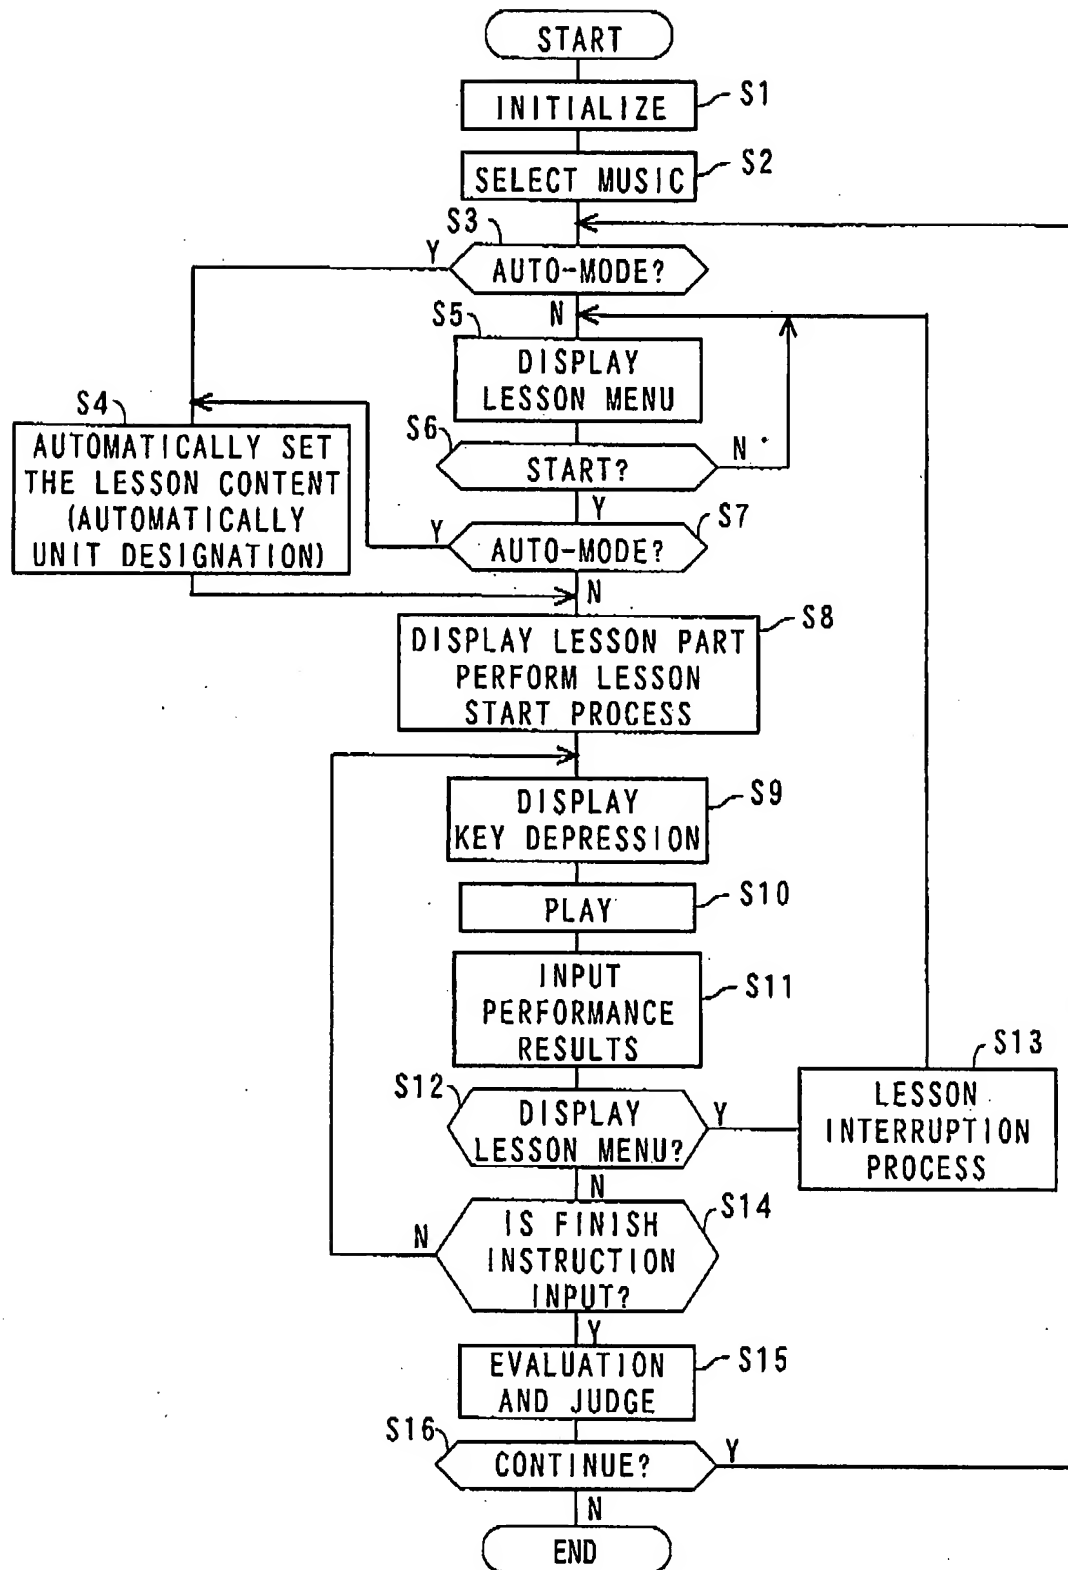 START
INITIALIZE
S1
SELECT MUSIC
S2
S3
Y
AUTO-MODE?
N
S5
DISPLAY
LESSON MENU
S4
AUTOMATICALLY SET
THE LESSON CONTENT
(AUTOMATICALLY
UNIT DESIGNATION)
S6
START?
N
Y
S7
Y
AUTO-MODE?
N
S8
DISPLAY LESSON PART
PERFORM LESSON
START PROCESS
DISPLAY
KEY DEPRESSION
S9
PLAY
S10
INPUT
PERFORMANCE
RESULTS
S11
S12
DISPLAY
LESSON MENU?
Y
S13
LESSON
INTERRUPTION
PROCESS
N
S14
N
IS FINISH
INSTRUCTION
INPUT?
Y
EVALUATION
AND JUDGE
S15
S16
CONTINUE?
Y
N
END